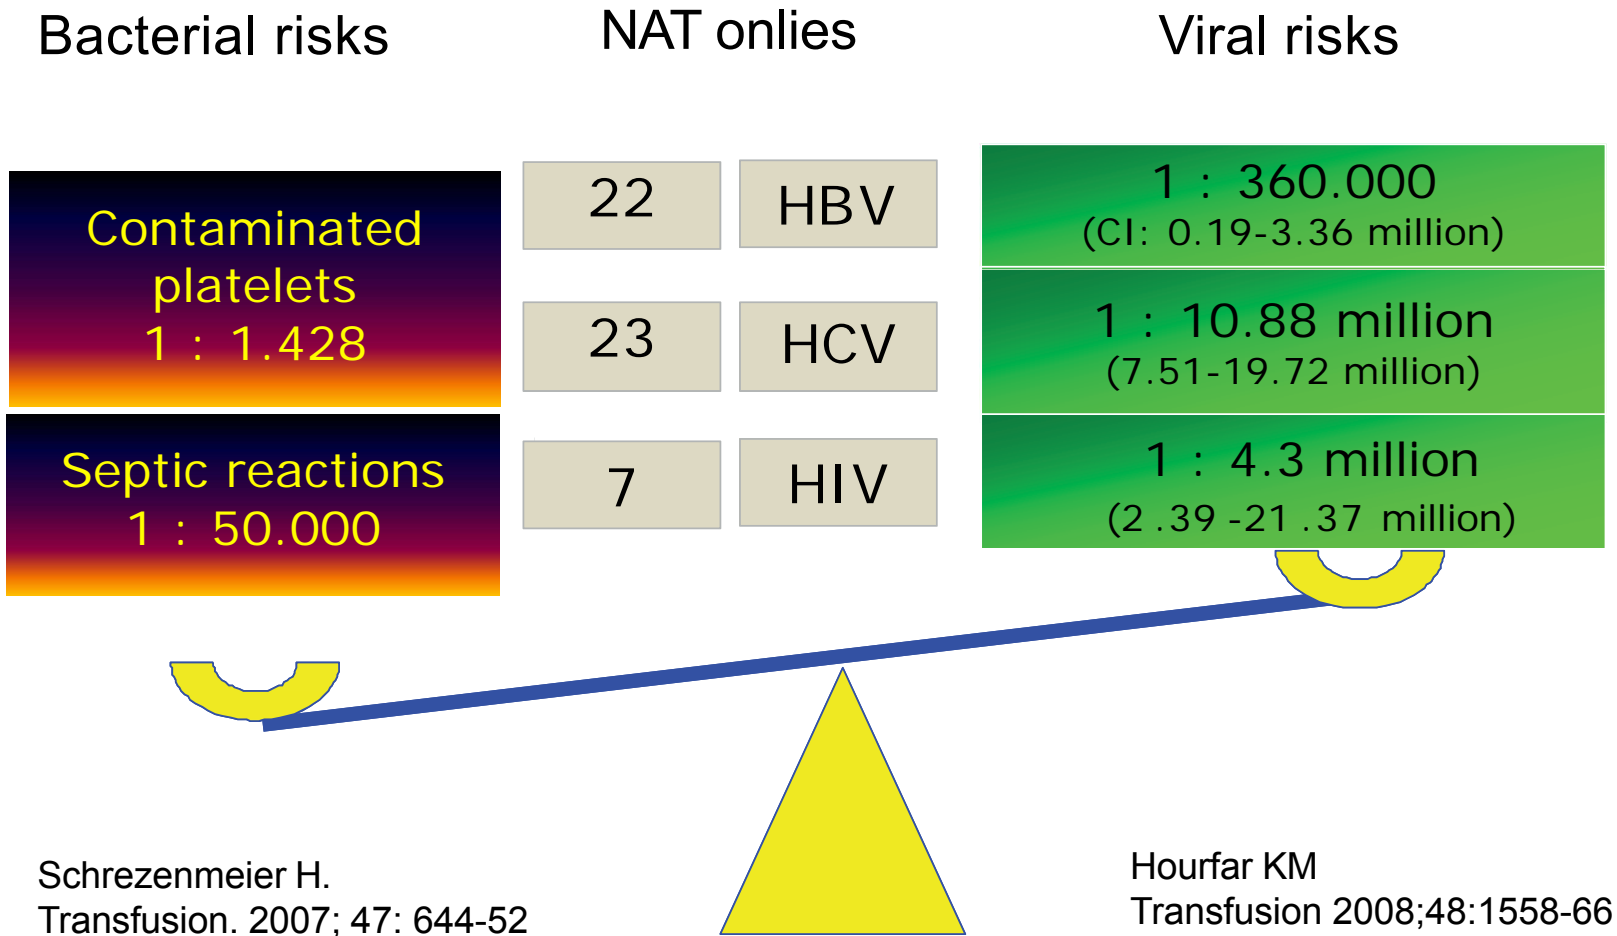 Bacterial risks
NAT onlies
Viral risks
Contaminated
platelets
1 : 1.428
Septic reactions
1 : 50.000
22
HBV
23
HCV
7
HIV
1 : 360.000
(CI: 0.19-3.36 million)
1 : 10.88 million
(7.51-19.72 million)
1 : 4.3 million
(2.39-21.37 million)
Schrezenmeier H.
Transfusion. 2007; 47: 644-52
Hourfar KM
Transfusion 2008;48:1558-66